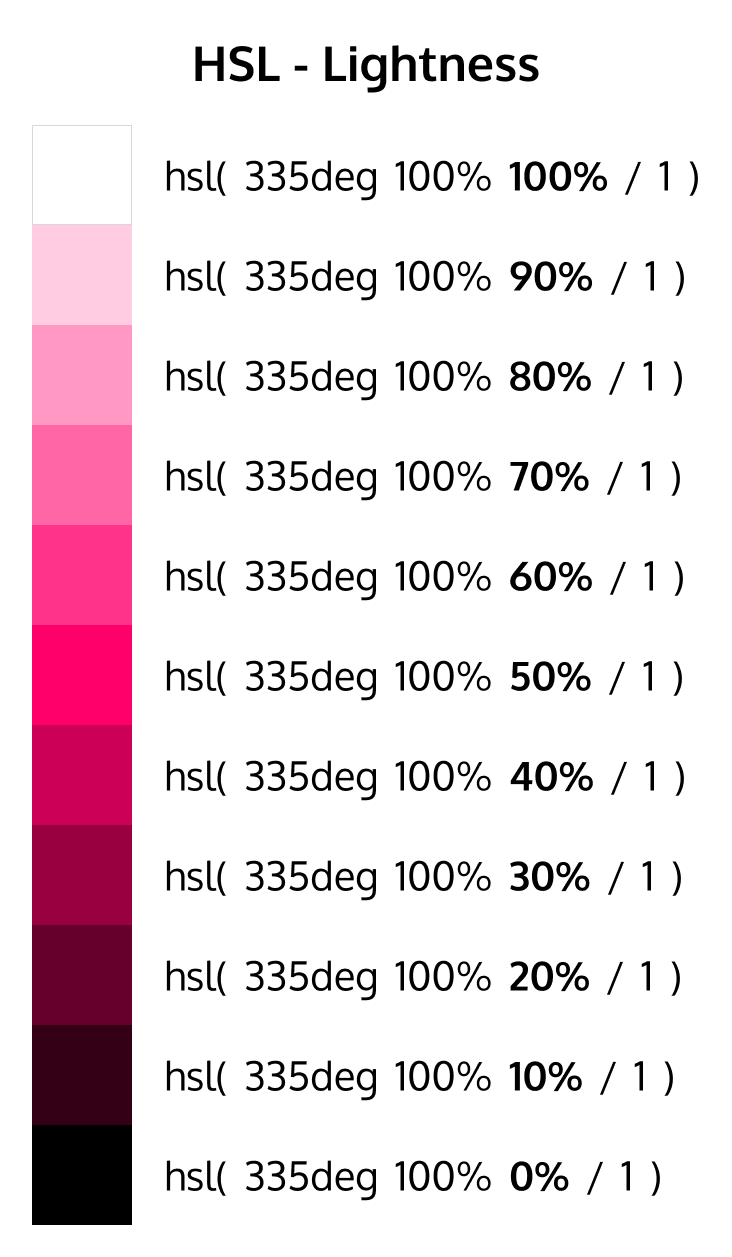 HSL - Lightness
hsl( 335deg 100% 100% / 1 )
hsl( 335deg 100% 90% / 1 )
hsl( 335deg 100% 80% / 1 )
hsl( 335deg 100% 70% / 1 )
hsl( 335deg 100% 60% / 1 )
hsl( 335deg 100% 50% / 1 )
hsl( 335deg 100% 40% / 1 )
hsl( 335deg 100% 30% / 1 )
hsl( 335deg 100% 20% / 1 )
hsl( 335deg 100% 10% / 1 )
hsl( 335deg 100% 0% / 1 )